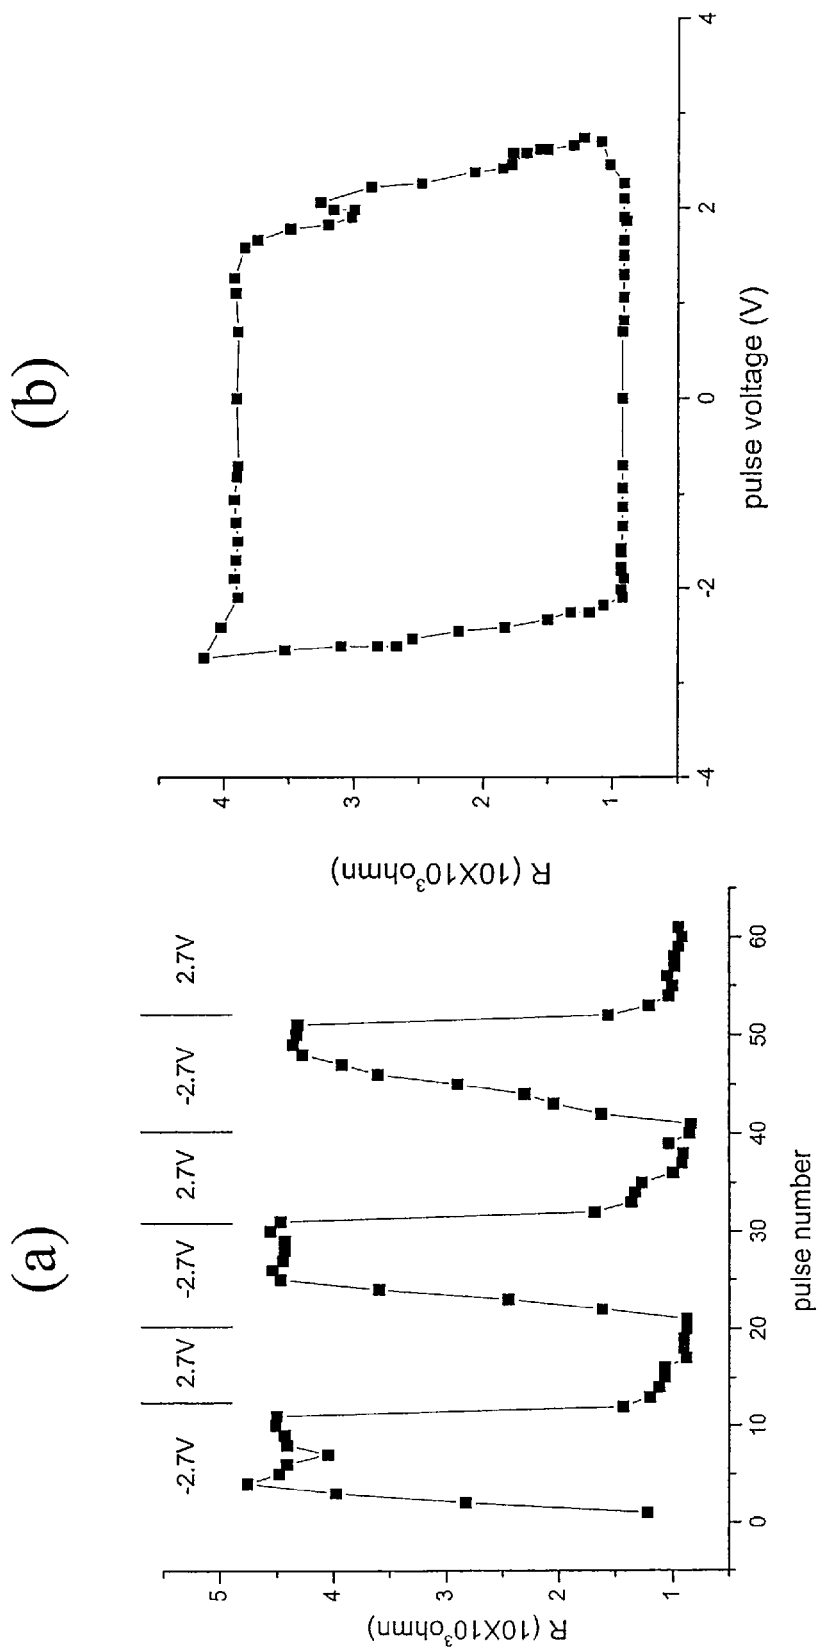 (a)
-2.7V 2.7V -2.7V 2.7V -2.7V 2.7V
R (10X10³ohmn)
5
4
3
2
1
0 10 20 30 40 50 60
pulse number
(b)
R (10X10³ohmn)
4
3
2
1
-4 -2 0 2 4
pulse voltage (V)